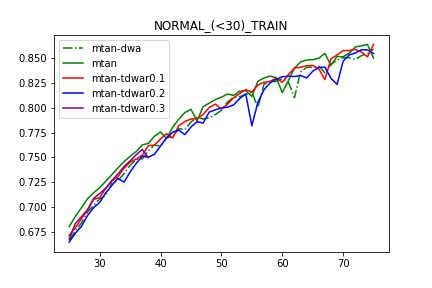 NORMAL_(<30)_TRAIN
mtan-dwa
mtan
mtan-tdwar0.1
mtan-tdwar0.2
mtan-tdwar0.3
0.850
0.825
0.800
0.775
0.750
0.725
0.700
0.675
30 40 50 60 70